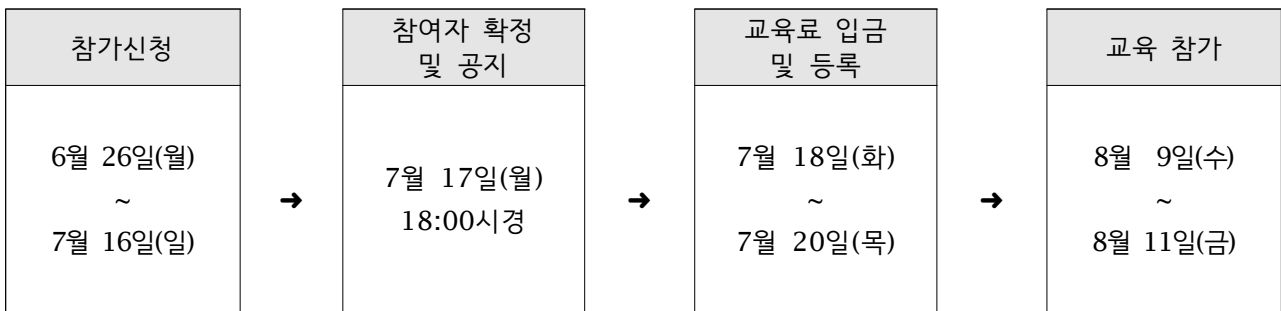 참가신청
6월 26일(월)
~
7월 16일(일)
➜
참여자 확정
및 공지
7월 17일(월)
18:00시경
➜
교육료 입금
및 등록
7월 18일(화)
~
7월 20일(목)
➜
교육 참가
8월 9일(수)
~
8월 11일(금)